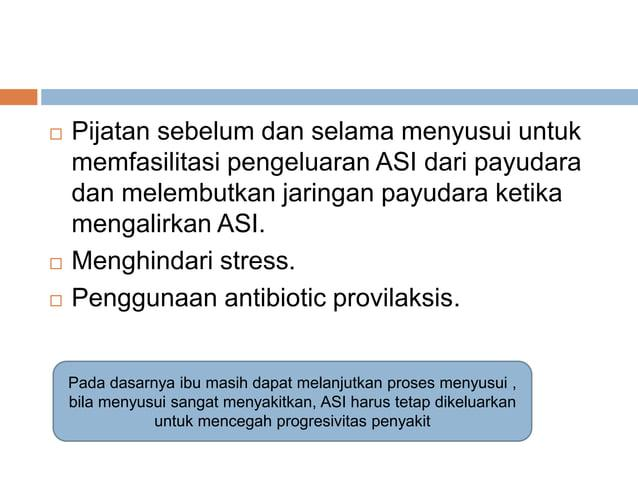 Pijatan sebelum dan selama menyusui untuk
memfasilitasi pengeluaran ASI dari payudara
dan melembutkan jaringan payudara ketika
mengalirkan ASI.
Menghindari stress.
Penggunaan antibiotic provilaksis.
Pada dasarnya ibu masih dapat melanjutkan proses menyusui ,
bila menyusui sangat menyakitkan, ASI harus tetap dikeluarkan
untuk mencegah progresivitas penyakit